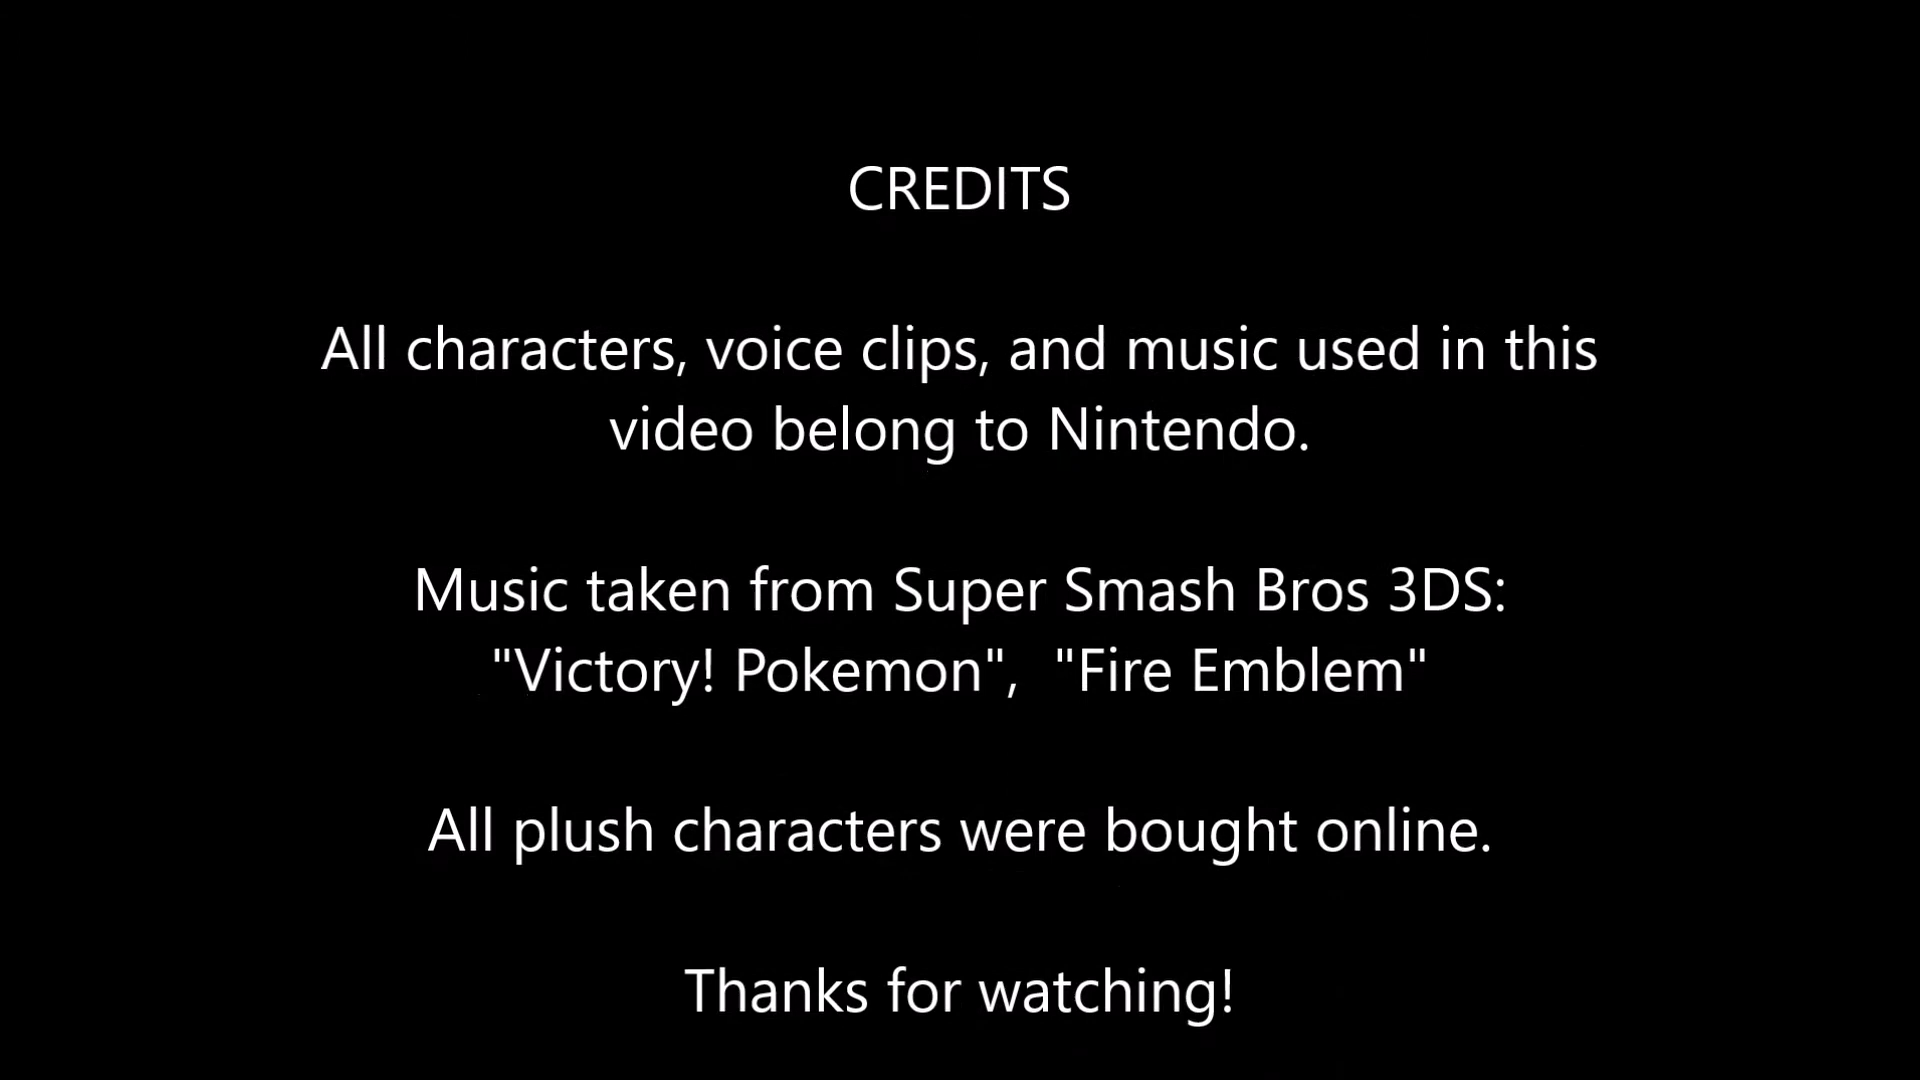 CREDITS
All characters, voice clips, and music used in this
video belong to Nintendo.
Music taken from Super Smash Bros 3DS:
"Victory! Pokemon",  "Fire Emblem"
All plush characters were bought online.
Thanks for watching!